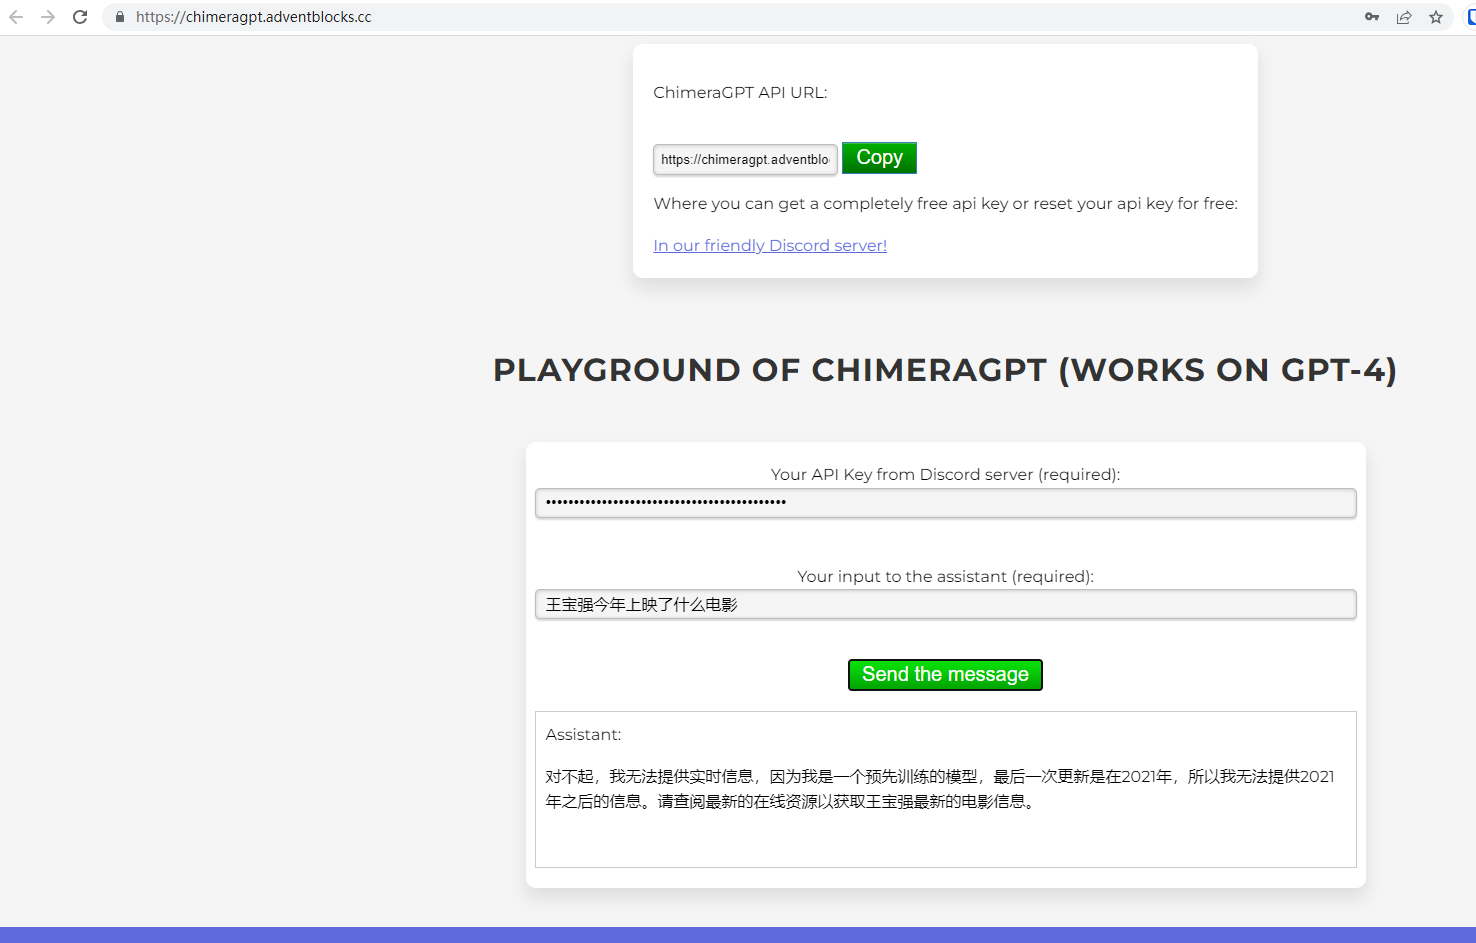 https://chimeragpt.adventblocks.cc
ChimeraGPT API URL:
https://chimeragpt.adventblo
Copy
Where you can get a completely free api key or reset your api key for free:
In our friendly Discord server!
PLAYGROUND OF CHIMERAGPT (WORKS ON GPT-4)
Your API Key from Discord server (required):
Your input to the assistant (required):
王宝强今年上映了什么电影
Send the message
Assistant:
对不起，我无法提供实时信息，因为我是一个预先训练的模型，最后一次更新是在2021年，所以我无法提供2021
年之后的信息。请查阅最新的在线资源以获取王宝强最新的电影信息。